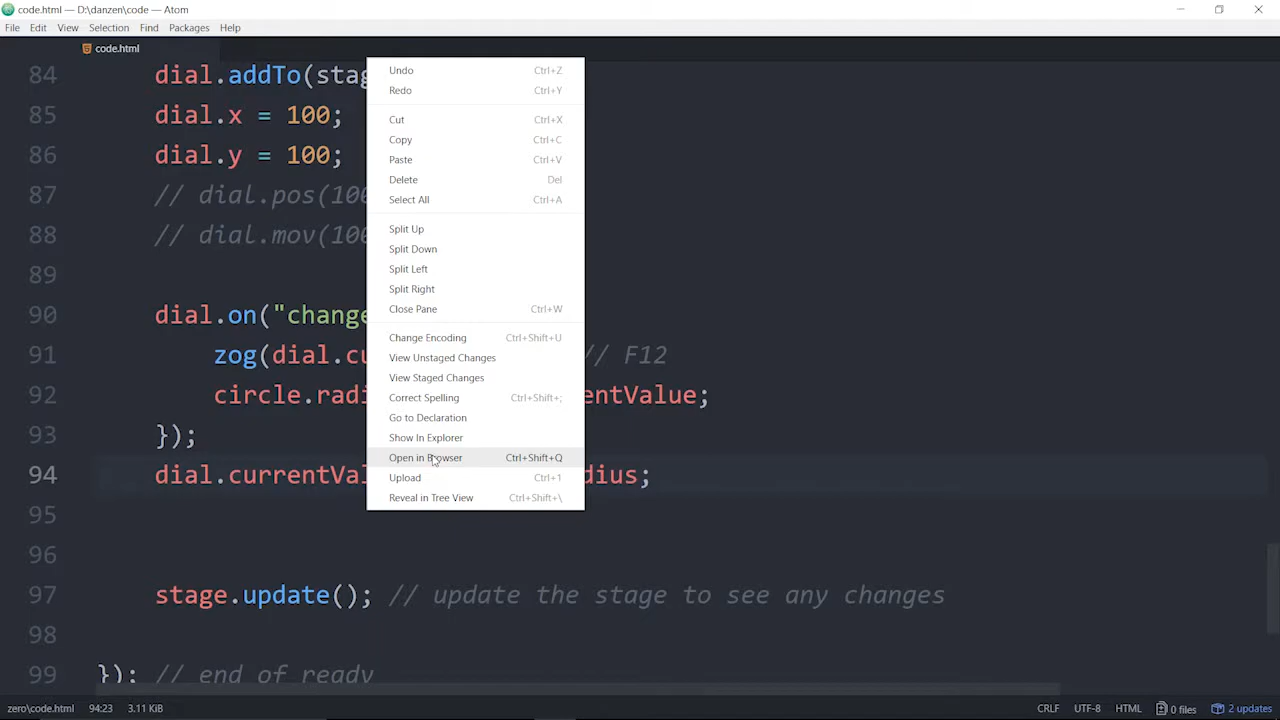 code.html — D:\danzen\code — Atom
File Edit View Selection Find Packages Help
code.html
84 dial.addTo(stag
85 dial.x = 100;
86 dial.y = 100;
87 // dial.pos(100
88 // dial.mov(100
89
90 dial.on("change
91 zog(dial.cu // F12
92 circle.radi entValue;
93 });
94 dial.currentVal dius;
95
96
97 stage.update(); // update the stage to see any changes
98
99 }); // end of ready
Undo Ctrl+Z
Redo Ctrl+Y
Cut Ctrl+X
Copy Ctrl+C
Paste Ctrl+V
Delete Del
Select All Ctrl+A
Split Up
Split Down
Split Left
Split Right
Close Pane Ctrl+W
Change Encoding Ctrl+Shift+U
View Unstaged Changes
View Staged Changes
Correct Spelling Ctrl+Shift+;
Go to Declaration
Show In Explorer
Open in Browser Ctrl+Shift+Q
Upload Ctrl+1
Reveal in Tree View Ctrl+Shift+\
zero\code.html 94:23 3.11 KiB CRLF UTF-8 HTML 0 files 2 updates